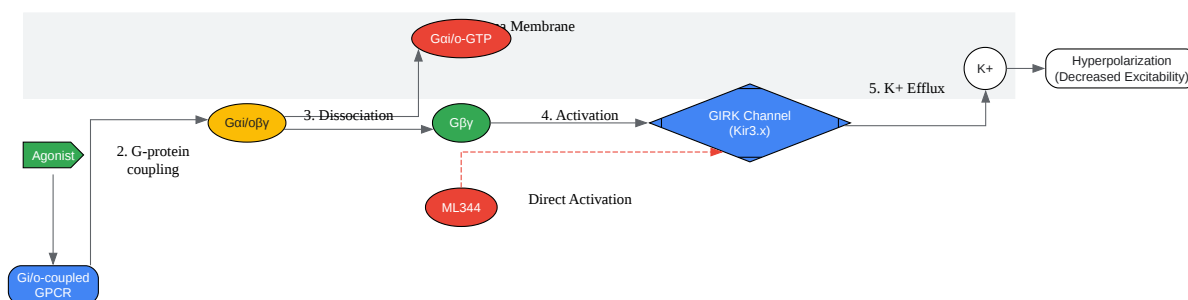 Membrane
Gαi/o-GTP
K+
Hyperpolarization
(Decreased Excitability)
5. K+ Efflux
Gαi/oβγ
3. Dissociation
Gβγ
4. Activation
GIRK Channel
(Kir3.x)
Agonist
2. G-protein
coupling
ML344
Direct Activation
Gi/o-coupled
GPCR